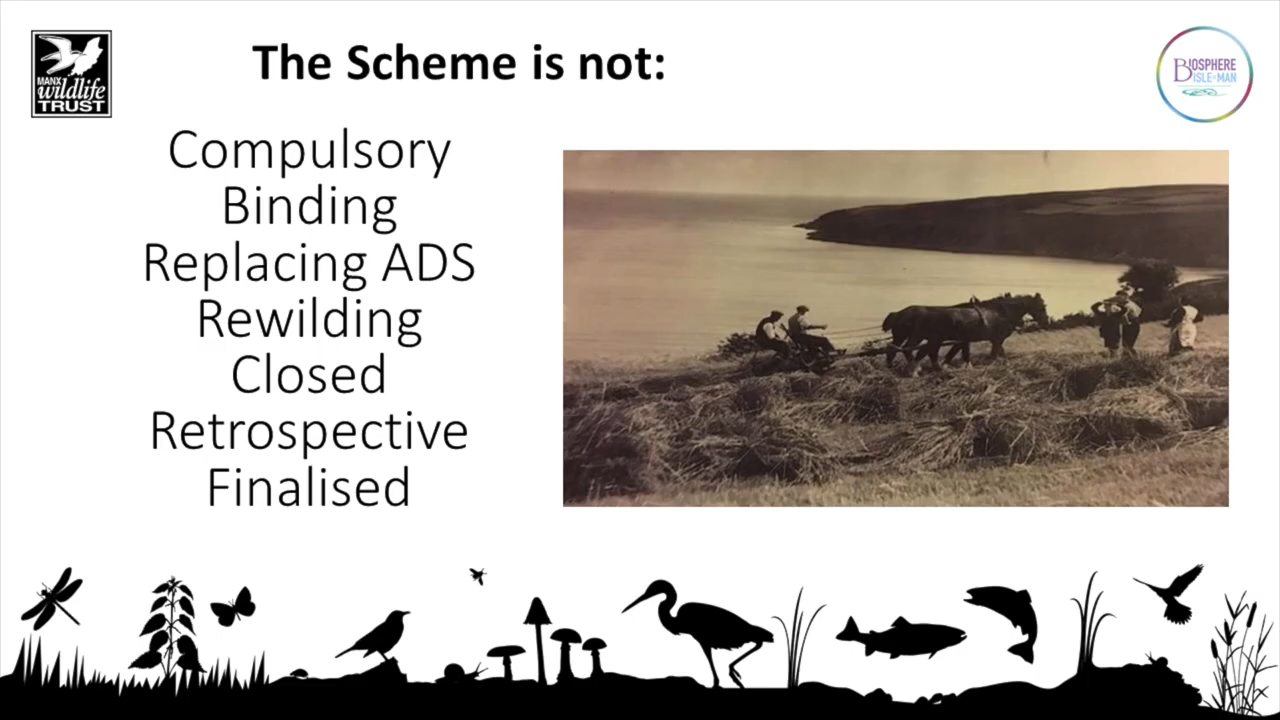 The Scheme is not:
MANX
wildlife
TRUST
BIOSPHERE
ISLE of MAN
Compulsory
Binding
Replacing ADS
Rewilding
Closed
Retrospective
Finalised